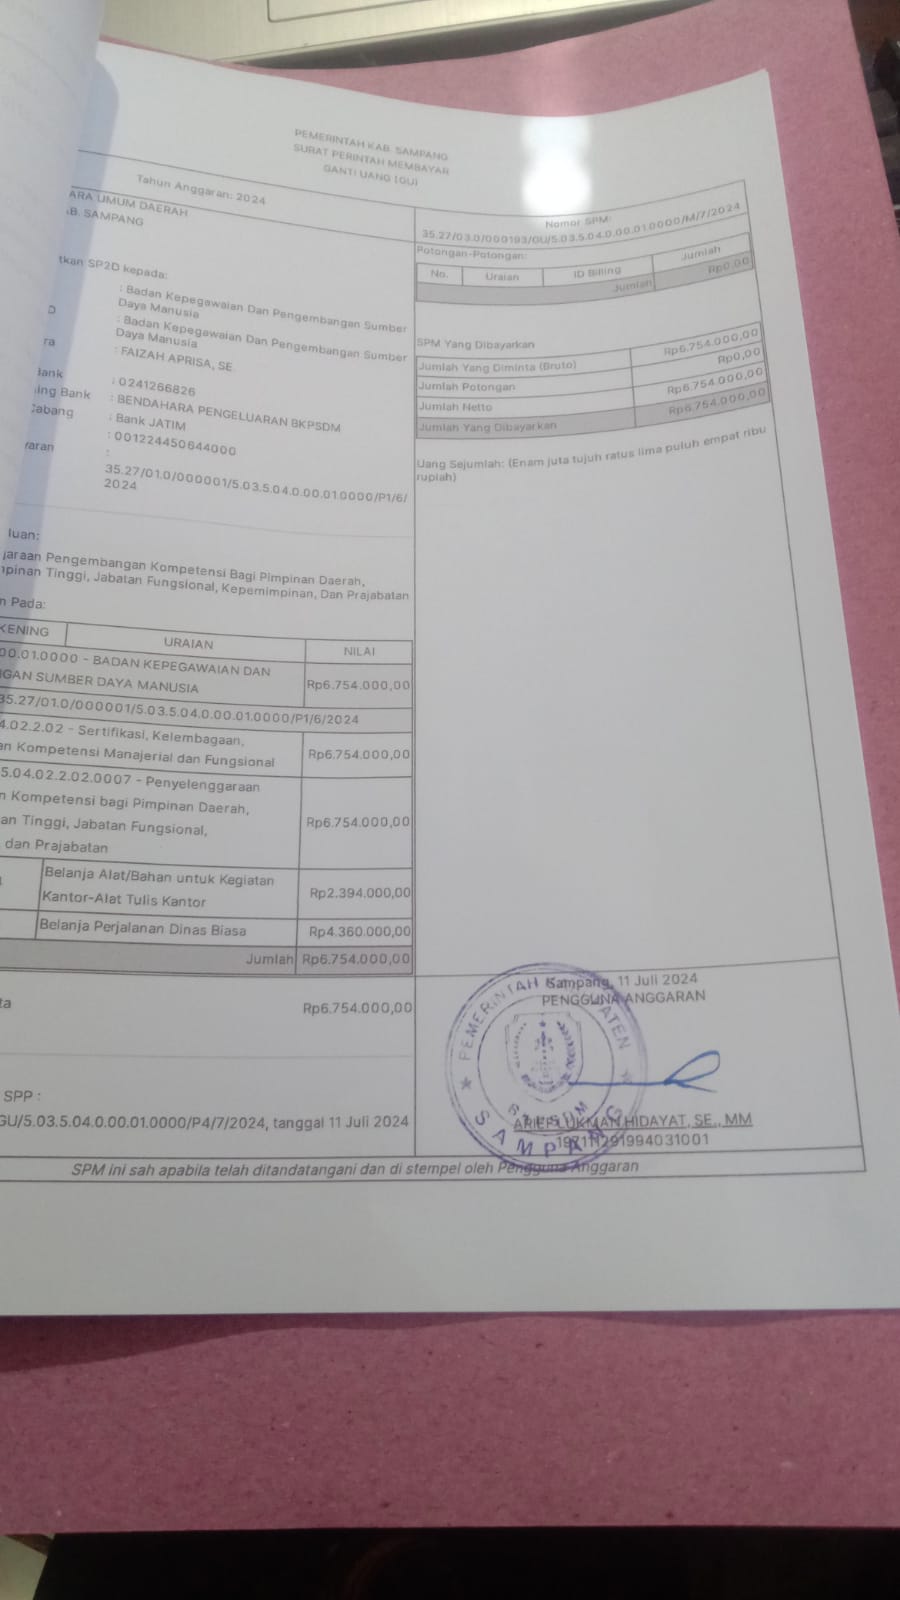 PEMERINTAH KAB. SAMPANG
SURAT PERINTAH MEMBAYAR
GANTI UANG [GU]
Tahun Anggaran: 2024
ARA UMUM DAERAH
AB. SAMPANG
tkan SP2D kepada:
: Badan Kepegawaian Dan Pengembangan Sumber
Daya Manusia
: Badan Kepegawaian Dan Pengembangan Sumber
Daya Manusia
ra : FAIZAH APRISA, SE.
: 0241266826
Bank : BENDAHARA PENGELUARAN BKPSDM
ing Bank : Bank JATIM
Cabang : 001224450644000
yaran :
35.27/01.0/000001/5.03.5.04.0.00.01.0000/P1/6/
2024
luan:
garaan Pengembangan Kompetensi Bagi Pimpinan Daerah,
mpinan Tinggi, Jabatan Fungsional, Kepemimpinan, Dan Prajabatan
n Pada:
KENING URAIAN NILAI
00.01.0000 - BADAN KEPEGAWAIAN DAN
NGAN SUMBER DAYA MANUSIA Rp6.754.000,00
35.27/01.0/000001/5.03.5.04.0.00.01.0000/P1/6/2024
4.02.2.02 - Sertifikasi, Kelembagaan,
an Kompetensi Manajerial dan Fungsional Rp6.754.000,00
5.04.02.2.02.0007 - Penyelenggaraan
n Kompetensi bagi Pimpinan Daerah,
an Tinggi, Jabatan Fungsional, Rp6.754.000,00
dan Prajabatan
Belanja Alat/Bahan untuk Kegiatan
Kantor-Alat Tulis Kantor Rp2.394.000,00
Belanja Perjalanan Dinas Biasa Rp4.360.000,00
Jumlah Rp6.754.000,00
ta Rp6.754.000,00
SPP :
GU/5.03.5.04.0.00.01.0000/P4/7/2024, tanggal 11 Juli 2024
Nomor SPM:
35.27/03.0/000193/GU/5.03.5.04.0.00.01.0000/M/7/2024
Potongan-Potongan:
No. Uraian ID Billing Jumlah
Jumlah Rp0,00
SPM Yang Dibayarkan
Jumlah Yang Diminta (Bruto) Rp6.754.000,00
Jumlah Potongan Rp0,00
Jumlah Netto Rp6.754.000,00
Jumlah Yang Dibayarkan Rp6.754.000,00
Uang Sejumlah: (Enam juta tujuh ratus lima puluh empat ribu
rupiah)
Sampang, 11 Juli 2024
PENGGUNA ANGGARAN
PEMERINTAH KABUPATEN
SAMPANG
ARIEF LUKMAN HIDAYAT, SE., MM
197111291994031001
SPM ini sah apabila telah ditandatangani dan di stempel oleh Pengguna Anggaran